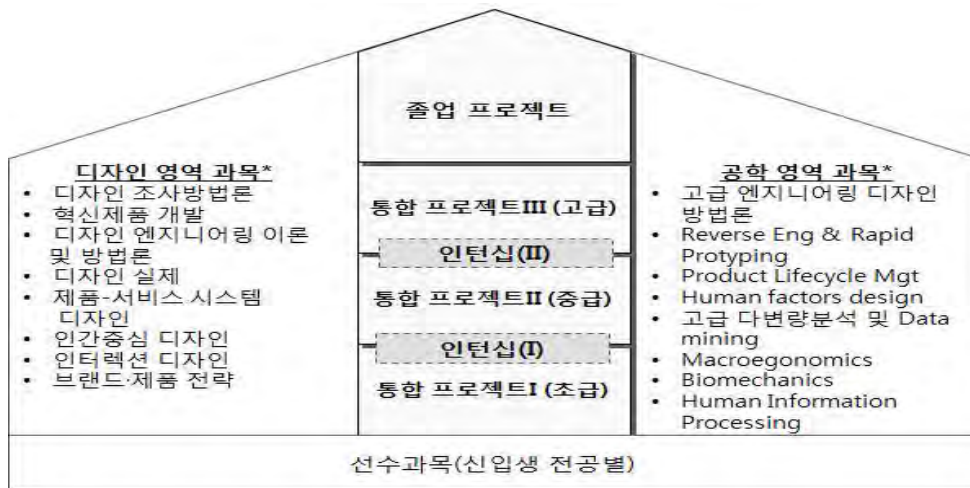 졸업 프로젝트
디자인 영역 과목*
• 디자인 조사방법론
• 혁신제품 개발
• 디자인 엔지니어링 이론
및 방법론
• 디자인 실제
• 제품-서비스 시스템
디자인
• 인간중심 디자인
• 인터렉션 디자인
• 브랜드·제품 전략
통합 프로젝트III (고급)
인턴십(II)
통합 프로젝트II (중급)
인턴십(I)
통합 프로젝트I (초급)
공학 영역 과목*
• 고급 엔지니어링 디자인
방법론
• Reverse Eng & Rapid
Protyping
• Product Lifecycle Mgt
• Human factors design
• 고급 다변량분석 및 Data
mining
• Macroegonomics
• Biomechanics
• Human Information
Processing
선수과목(신입생 전공별)